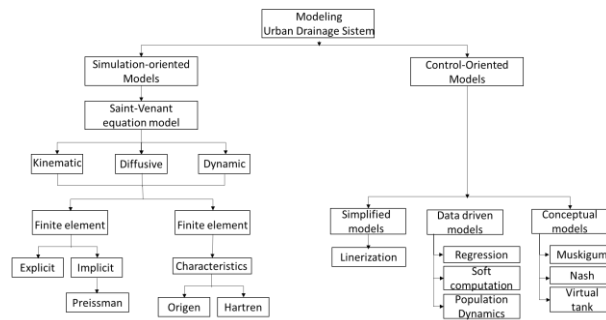 Modeling
Urban Drainage Sistem
Simulation-oriented
Models
Control-Oriented
Models
Saint-Venant
equation model
Kinematic
Diffusive
Dynamic
Finite element
Finite element
Simplified
models
Data driven
models
Conceptual
models
Explicit
Implicit
Characteristics
Linerization
Regression
Muskigum
Preissman
Origen
Hartren
Soft
computation
Nash
Population
Dynamics
Virtual
tank